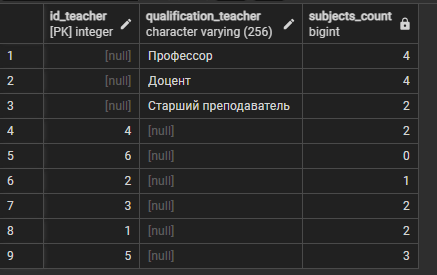 id_teacher qualification_teacher subjects_count
[PK] integer character varying (256) bigint
1 [null] Профессор 4
2 [null] Доцент 4
3 [null] Старший преподаватель 2
4 4 [null] 2
5 6 [null] 0
6 2 [null] 1
7 3 [null] 2
8 1 [null] 2
9 5 [null] 3